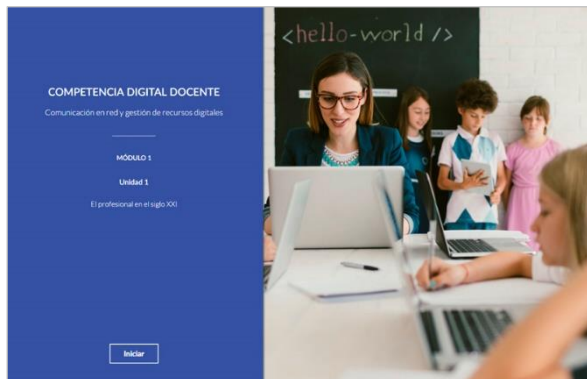 COMPETENCIA DIGITAL DOCENTE
Comunicación en red y gestión de recursos digitales
MÓDULO 1
Unidad 1
El profesional en el siglo XXI
Iniciar
<hello-world />